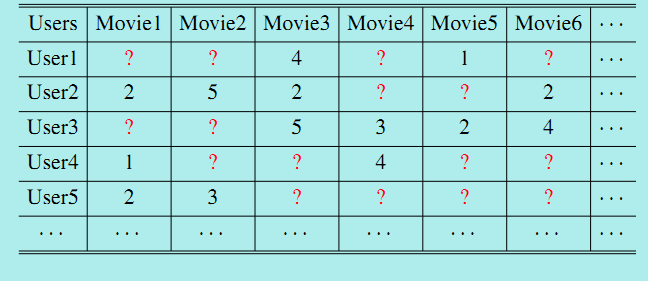 Users Movie1 Movie2 Movie3 Movie4 Movie5 Movie6 ···
User1 ? ? 4 ? 1 ? ···
User2 2 5 2 ? ? 2 ···
User3 ? ? 5 3 2 4 ···
User4 1 ? ? 4 ? ? ···
User5 2 3 ? ? ? ? ···
··· ··· ··· ··· ··· ··· ··· ···